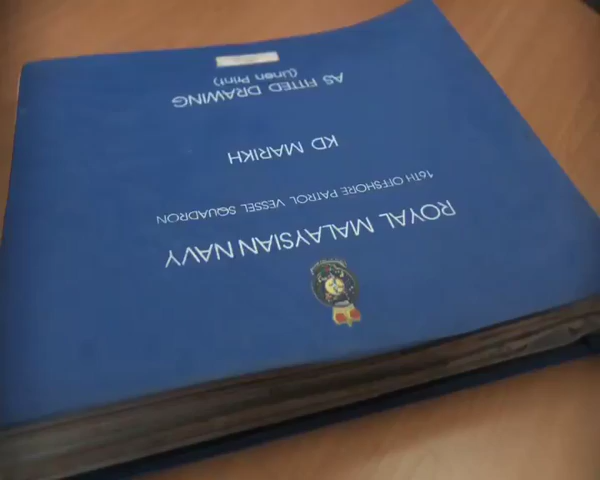 ROYAL MALAYSIAN NAVY
16TH OFFSHORE PATROL VESSEL SQUADRON
KD MARIKH
AS FITTED DRAWING
(Linen Print)